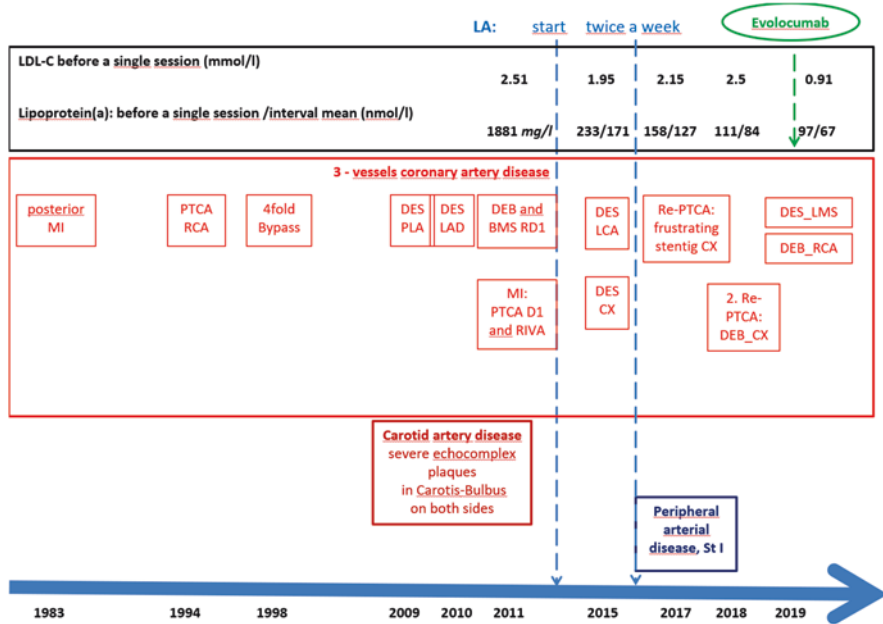 LA: start twice a week Evolocumab
LDL-C before a single session (mmol/l)
2.51 1.95 2.15 2.5 0.91
Lipoprotein(a): before a single session /interval mean (nmol/l)
1881 mg/l 233/171 158/127 111/84 97/67
3 - vessels coronary artery disease
posterior
MI
PTCA
RCA
4fold
Bypass
DES
PLA
DES
LAD
DEB and
BMS RD1
DES
LCA
Re-PTCA:
frustrating
stentig CX
DES_LMS
DEB_RCA
MI:
PTCA D1
and RIVA
DES
CX
2. Re-
PTCA:
DEB_CX
Carotid artery disease
severe echocomplex
plaques
in Carotis-Bulbus
on both sides
Peripheral
arterial
disease, St I
1983 1994 1998 2009 2010 2011 2015 2017 2018 2019